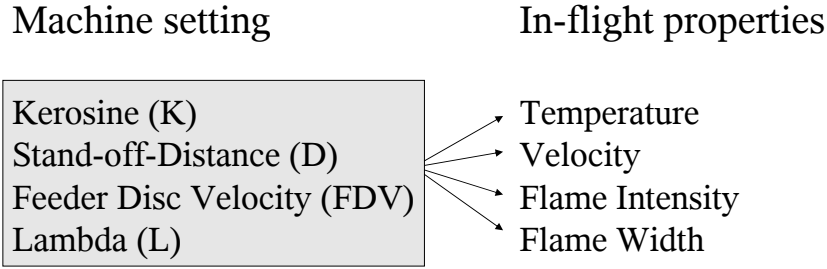 Machine setting
In-flight properties
Kerosine (K)
Stand-off-Distance (D)
Feeder Disc Velocity (FDV)
Lambda (L)
Temperature
Velocity
Flame Intensity
Flame Width